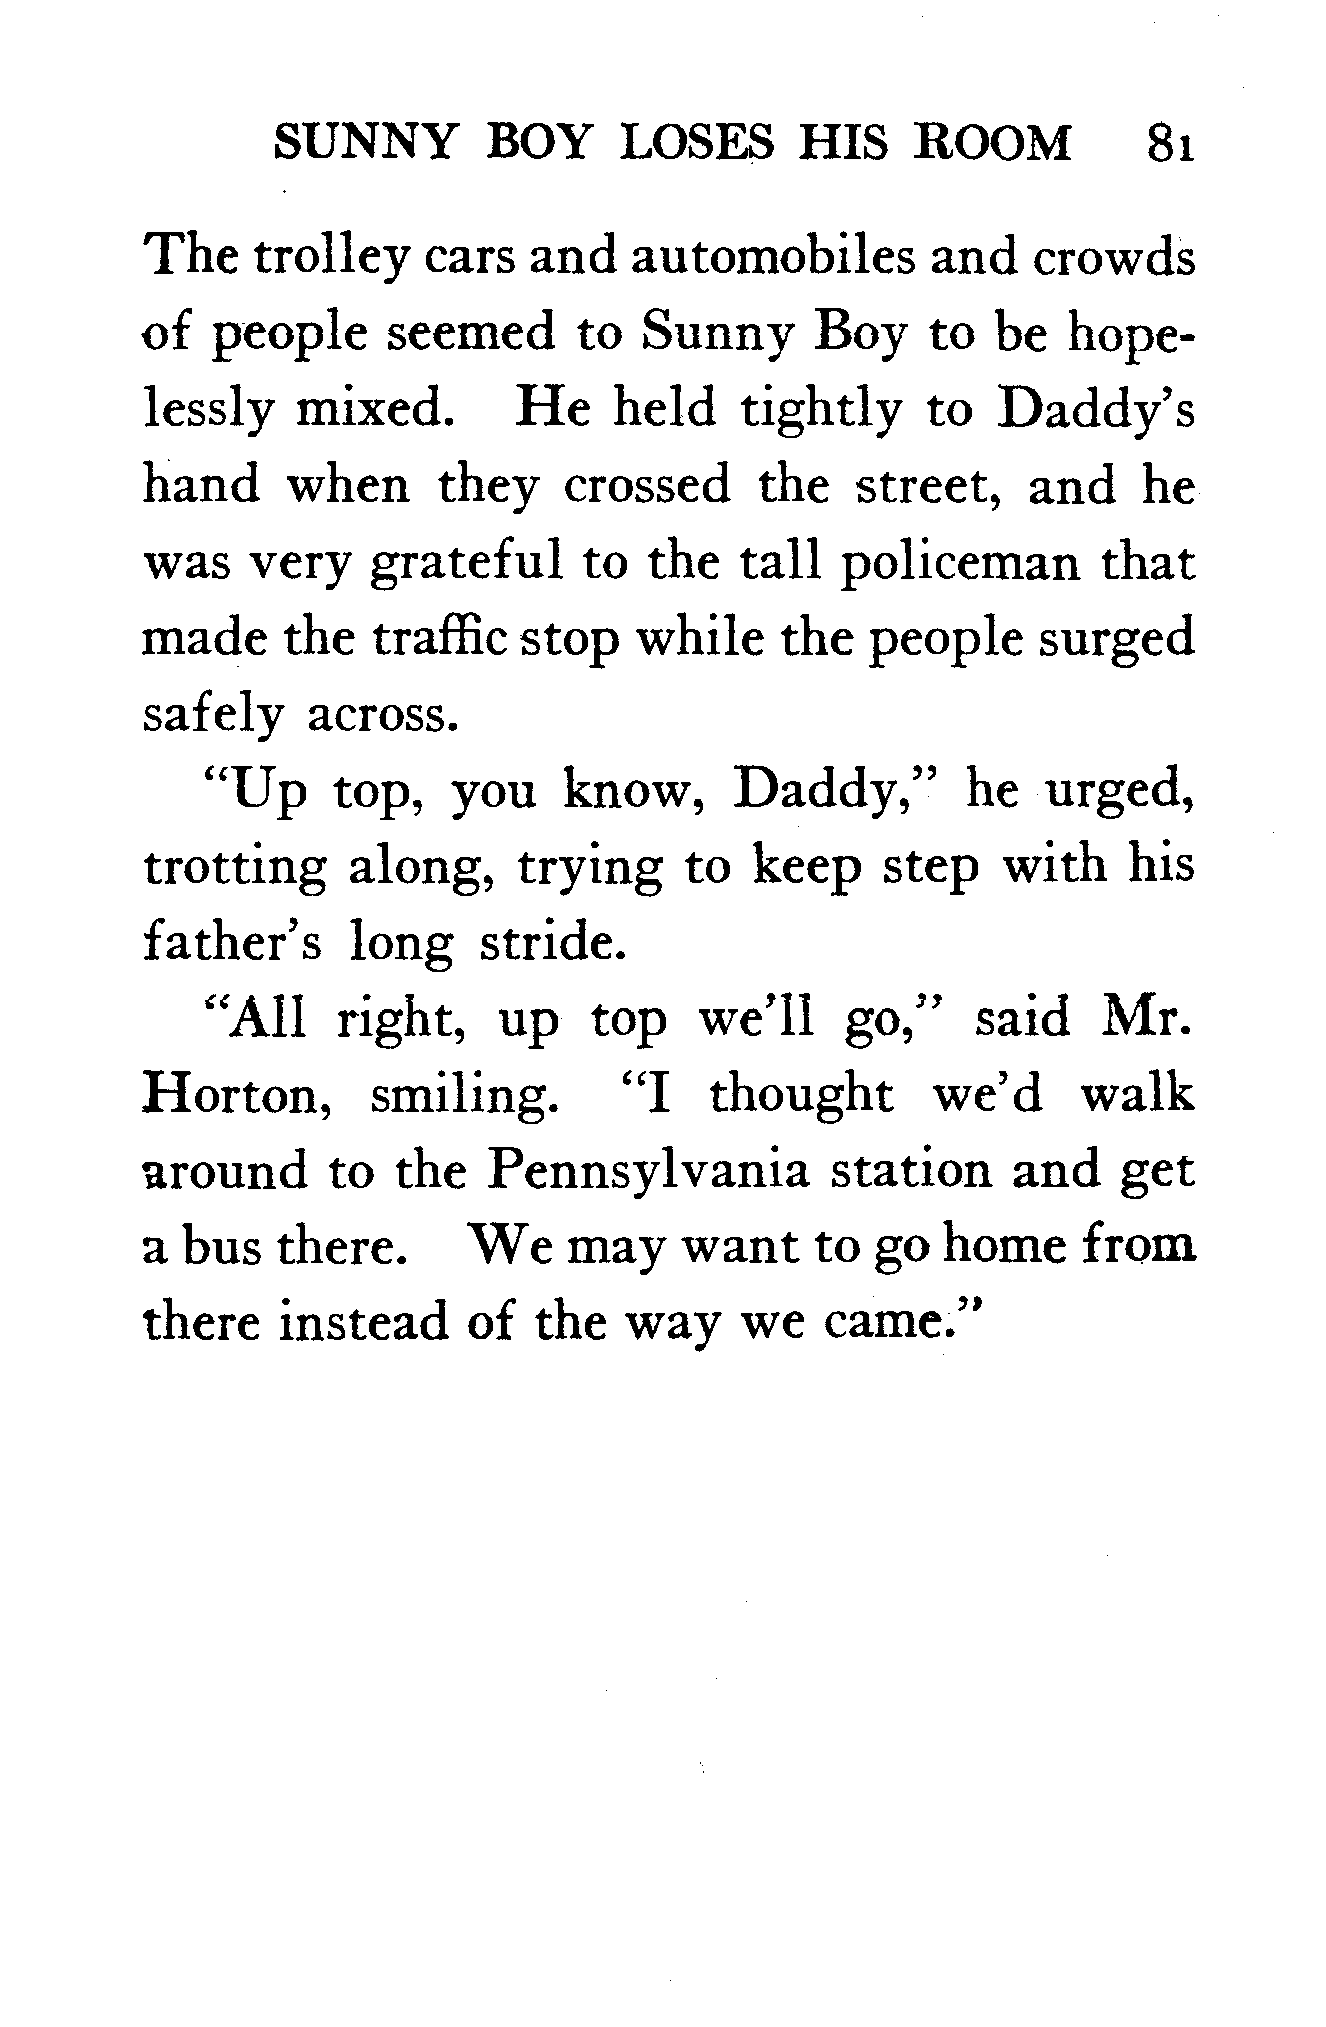 SUNNY BOY LOSES HIS ROOM 81
The trolley cars and automobiles and crowds
of people seemed to Sunny Boy to be hope-
lessly mixed. He held tightly to Daddy's
hand when they crossed the street, and he
was very grateful to the tall policeman that
made the traffic stop while the people surged
safely across.
"Up top, you know, Daddy," he urged,
trotting along, trying to keep step with his
father's long stride.
"All right, up top we'll go," said Mr.
Horton, smiling. "I thought we'd walk
around to the Pennsylvania station and get
a bus there. We may want to go home from
there instead of the way we came."